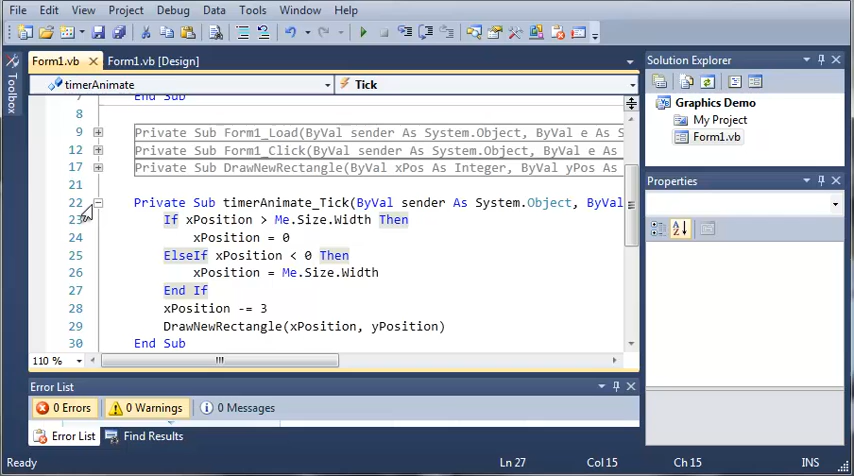 File Edit View Project Debug Data Tools Window Help
Form1.vb Form1.vb [Design]
Toolbox
timerAnimate Tick
7 End Sub
8
9 Private Sub Form1_Load(ByVal sender As System.Object, ByVal e As S
12 Private Sub Form1_Click(ByVal sender As System.Object, ByVal e As
17 Private Sub DrawNewRectangle(ByVal xPos As Integer, ByVal yPos As
21
22 Private Sub timerAnimate_Tick(ByVal sender As System.Object, ByVal
23 If xPosition > Me.Size.Width Then
24 xPosition = 0
25 ElseIf xPosition < 0 Then
26 xPosition = Me.Size.Width
27 End If
28 xPosition -= 3
29 DrawNewRectangle(xPosition, yPosition)
30 End Sub
110 %
Solution Explorer
Graphics Demo
My Project
Form1.vb
Properties
Error List
0 Errors 0 Warnings 0 Messages
Error List Find Results
Ready Ln 27 Col 15 Ch 15 INS